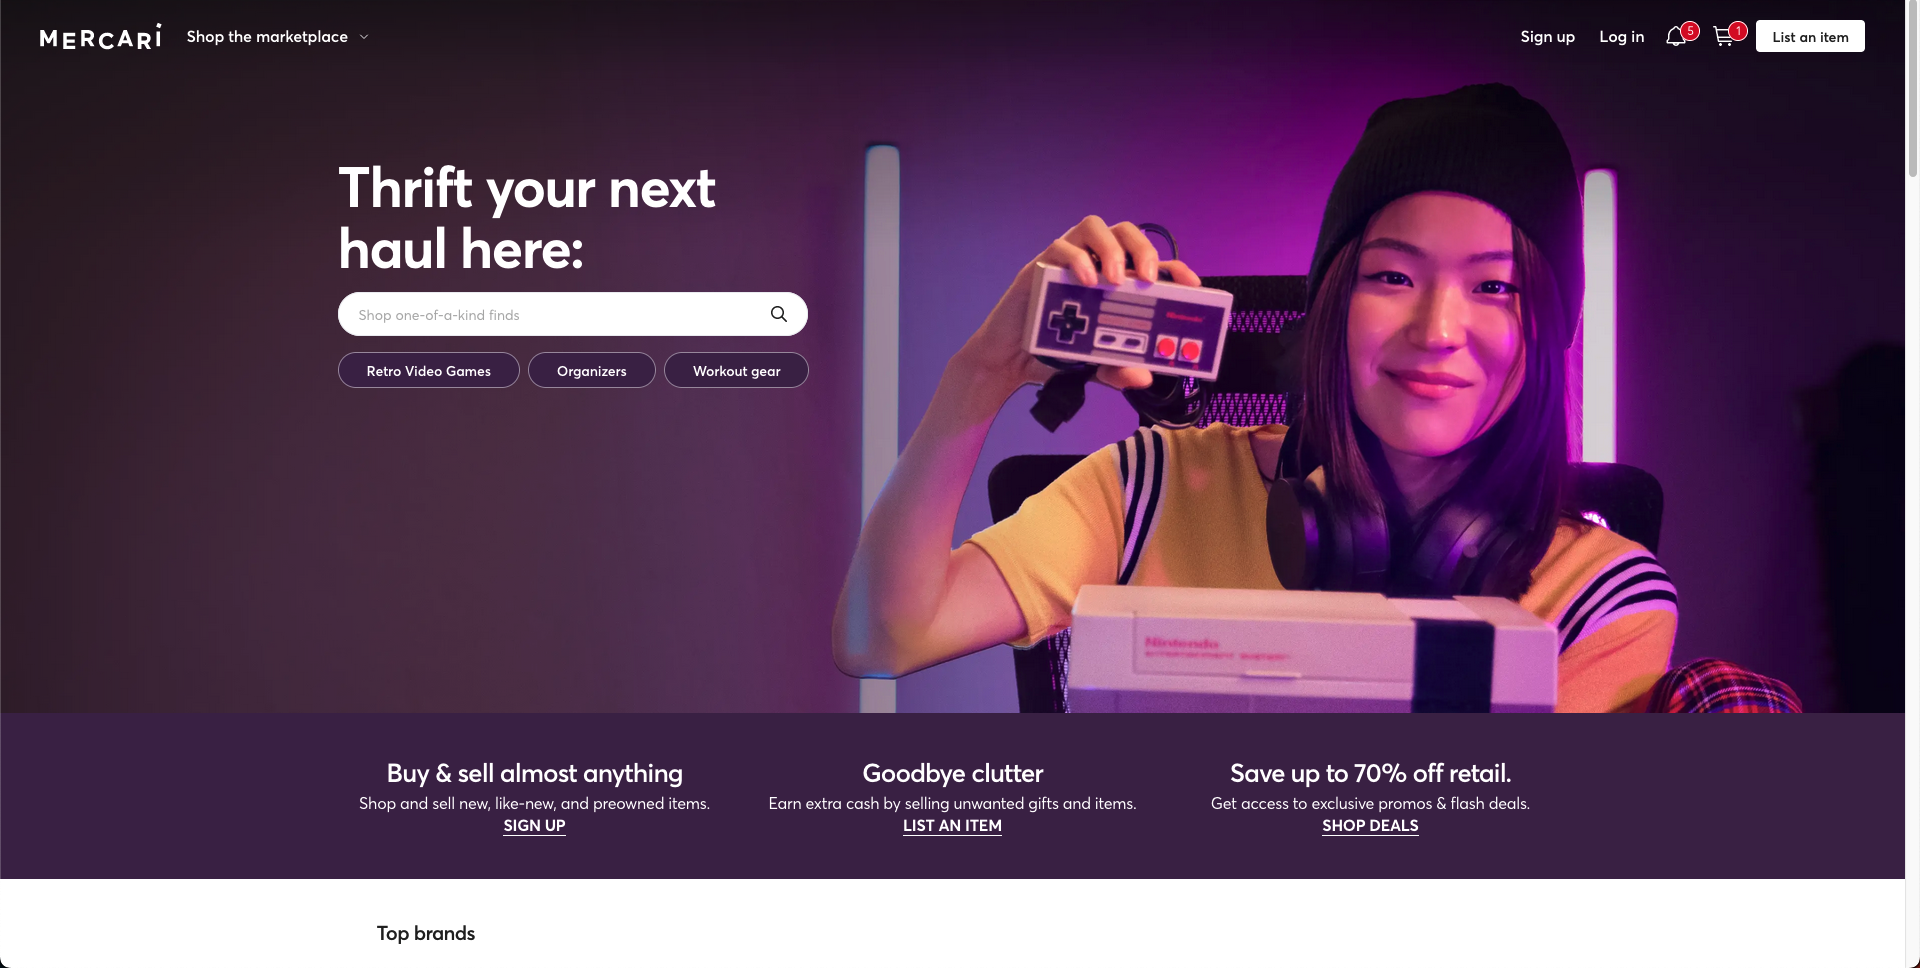 MERCARI
Shop the marketplace
Sign up
Log in
5
1
List an item
Thrift your next
haul here:
Shop one-of-a-kind finds
Retro Video Games
Organizers
Workout gear
Nintendo
Nintendo
ENTERTAINMENT SYSTEM
Buy & sell almost anything
Shop and sell new, like-new, and preowned items.
SIGN UP
Goodbye clutter
Earn extra cash by selling unwanted gifts and items.
LIST AN ITEM
Save up to 70% off retail.
Get access to exclusive promos & flash deals.
SHOP DEALS
Top brands